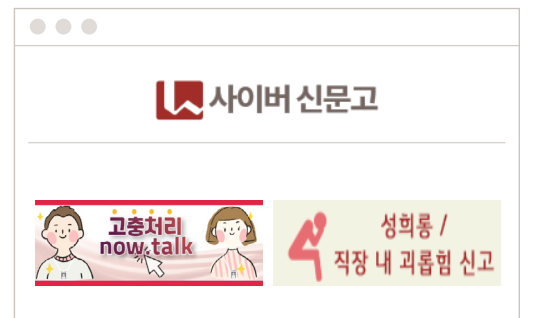 사이버 신문고
고충처리
now talk
성희롱 /
직장 내 괴롭힘 신고